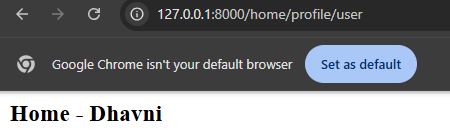 127.0.0.1:8000/home/profile/user
Google Chrome isn't your default browser Set as default
Home - Dhavni